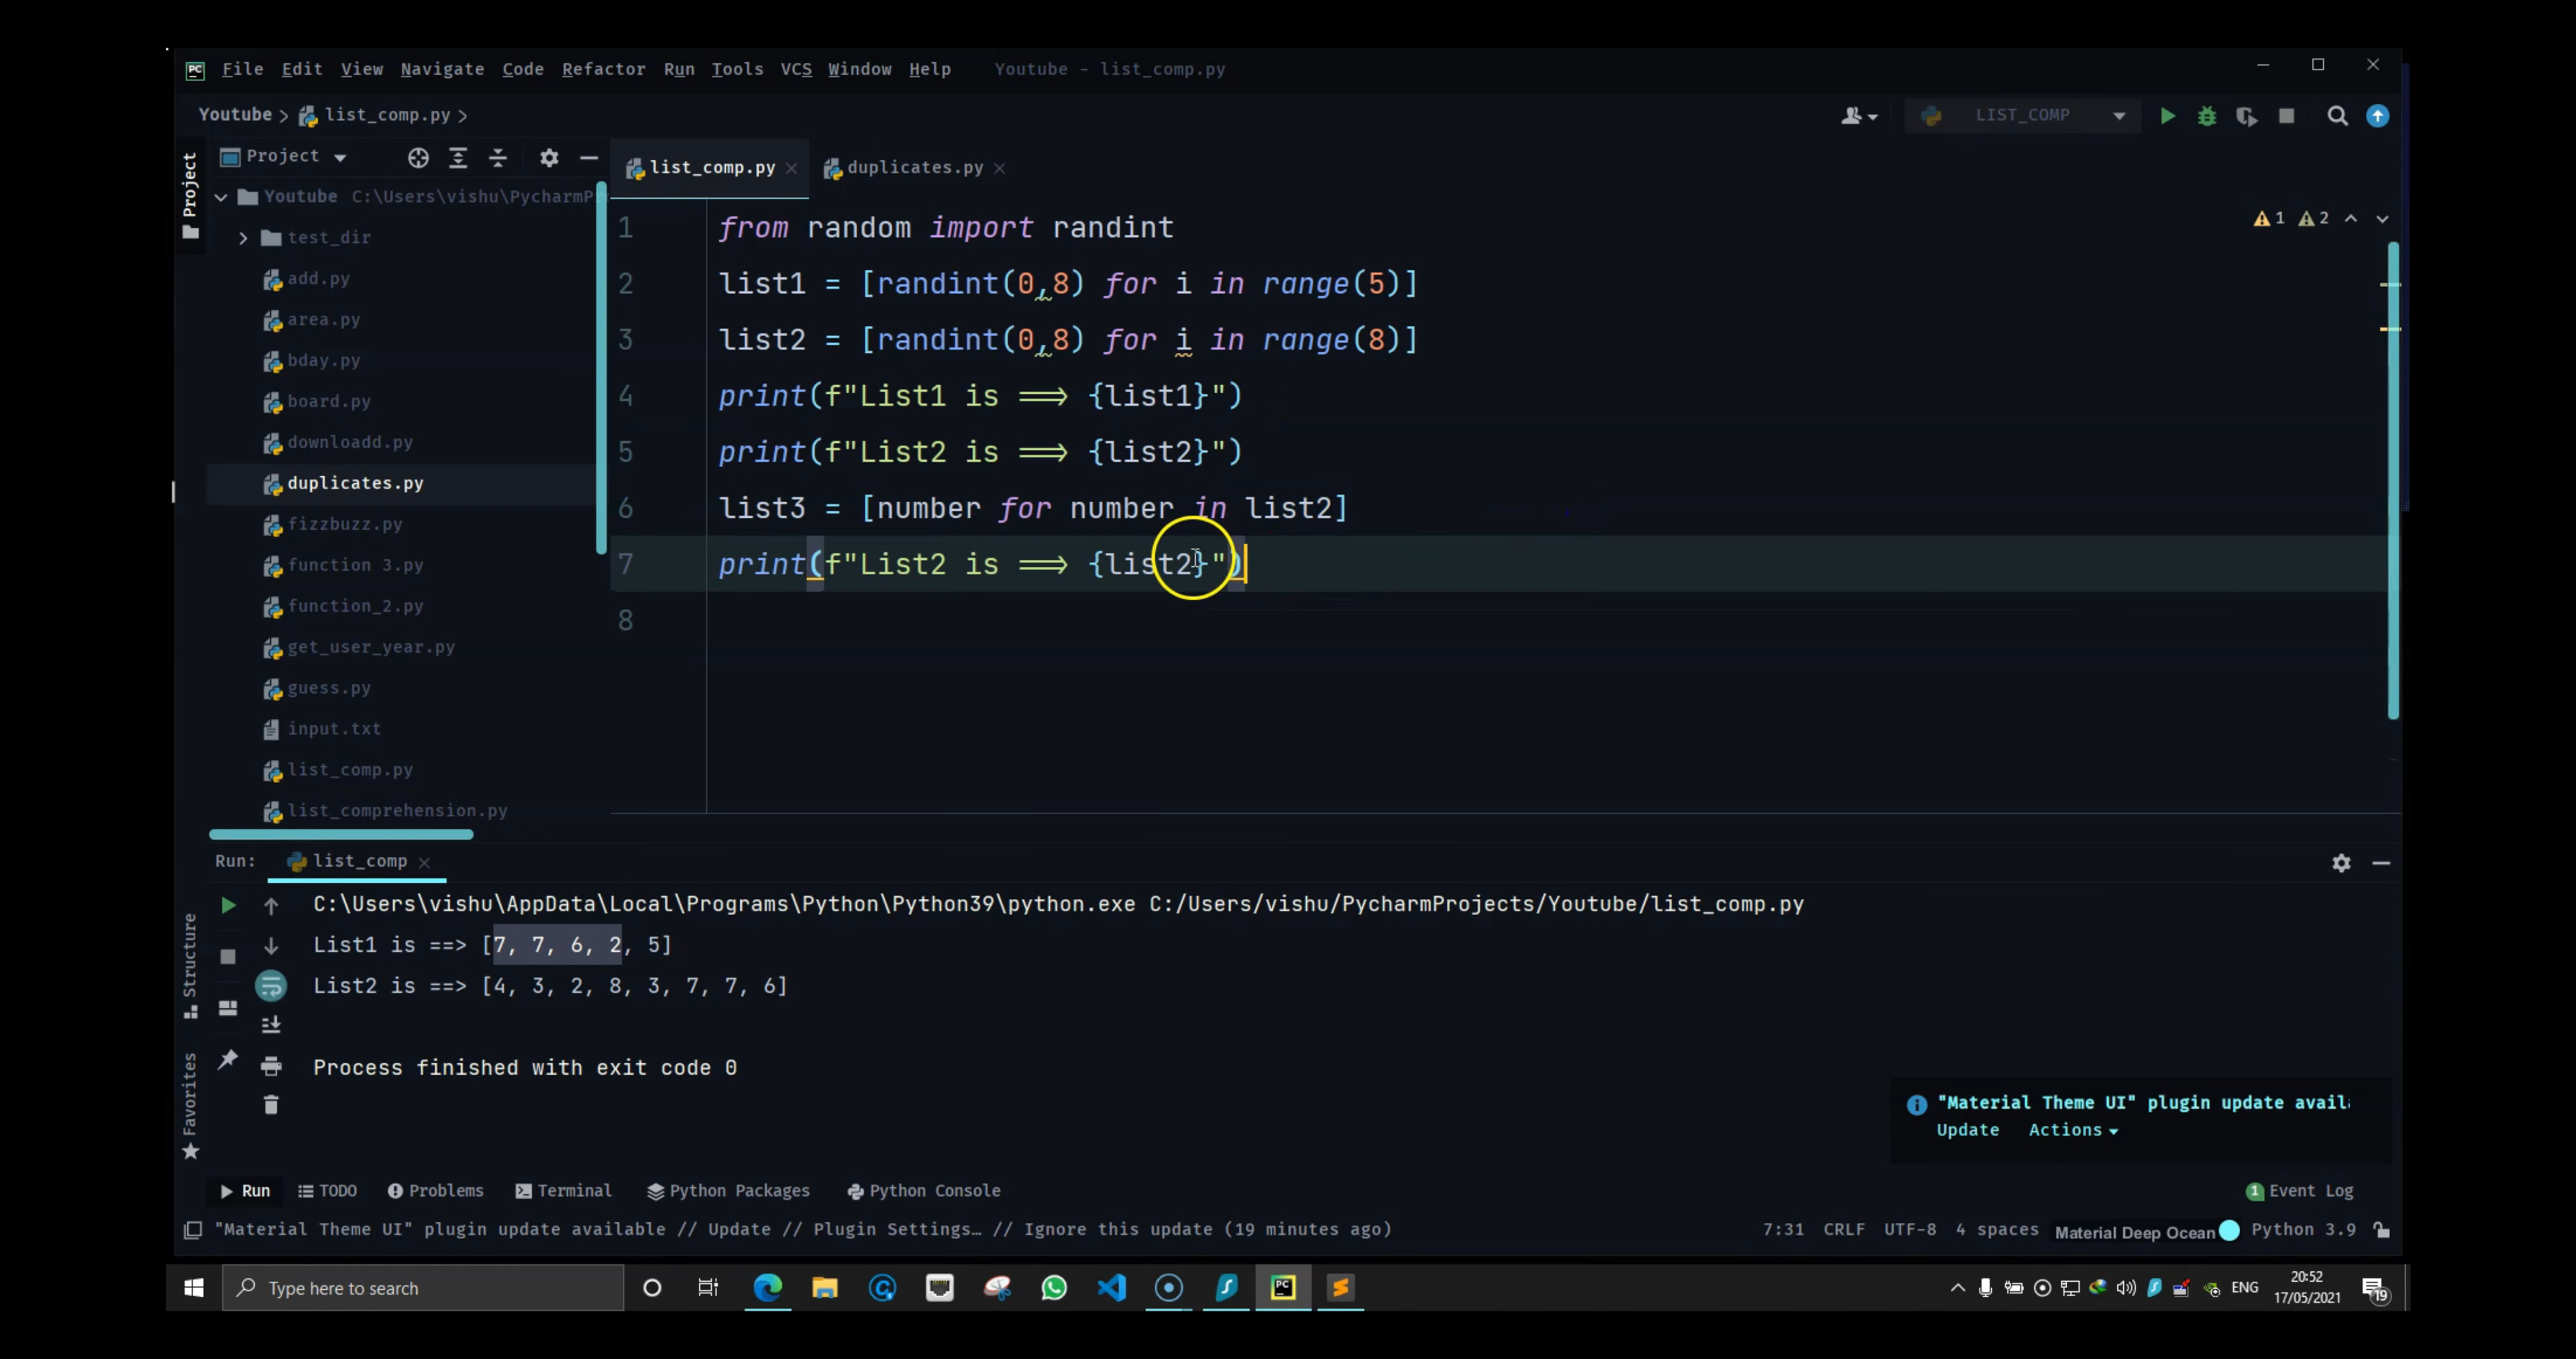 File Edit View Navigate Code Refactor Run Tools VCS Window Help Youtube - list_comp.py
Youtube > list_comp.py >
LIST_COMP
Project
Project
list_comp.py
duplicates.py
Youtube C:\Users\vishu\PycharmP
test_dir
add.py
area.py
bday.py
board.py
downloadd.py
duplicates.py
fizzbuzz.py
function 3.py
function_2.py
get_user_year.py
guess.py
input.txt
list_comp.py
list_comprehension.py
1 from random import randint
2 list1 = [randint(0,8) for i in range(5)]
3 list2 = [randint(0,8) for i in range(8)]
4 print(f"List1 is ==> {list1}")
5 print(f"List2 is ==> {list2}")
6 list3 = [number for number in list2]
7 print(f"List2 is ==> {list2}")
8
1 2
Run: list_comp
C:\Users\vishu\AppData\Local\Programs\Python\Python39\python.exe C:/Users/vishu/PycharmProjects/Youtube/list_comp.py
List1 is ==> [7, 7, 6, 2, 5]
List2 is ==> [4, 3, 2, 8, 3, 7, 7, 6]
Process finished with exit code 0
Structure
Favorites
"Material Theme UI" plugin update avail
Update Actions
Run TODO Problems Terminal Python Packages Python Console
1 Event Log
"Material Theme UI" plugin update available // Update // Plugin Settings… // Ignore this update (19 minutes ago)
7:31 CRLF UTF-8 4 spaces Material Deep Ocean Python 3.9
Type here to search
ENG
20:52
17/05/2021
19